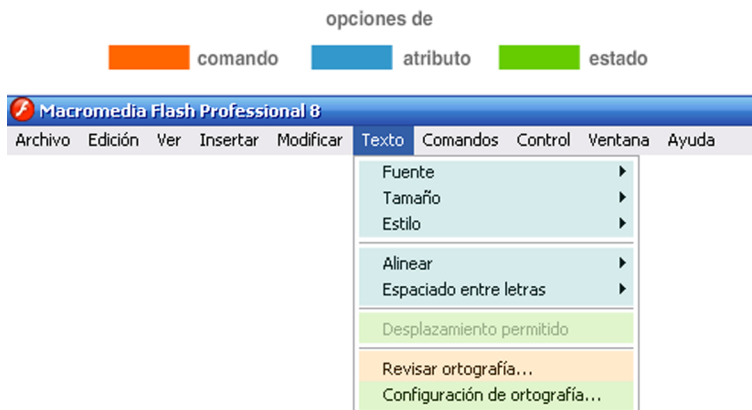 opciones de
comando atributo estado
Macromedia Flash Professional 8
Archivo Edición Ver Insertar Modificar Texto Comandos Control Ventana Ayuda
Fuente
Tamaño
Estilo
Alinear
Espaciado entre letras
Desplazamiento permitido
Revisar ortografía...
Configuración de ortografía...